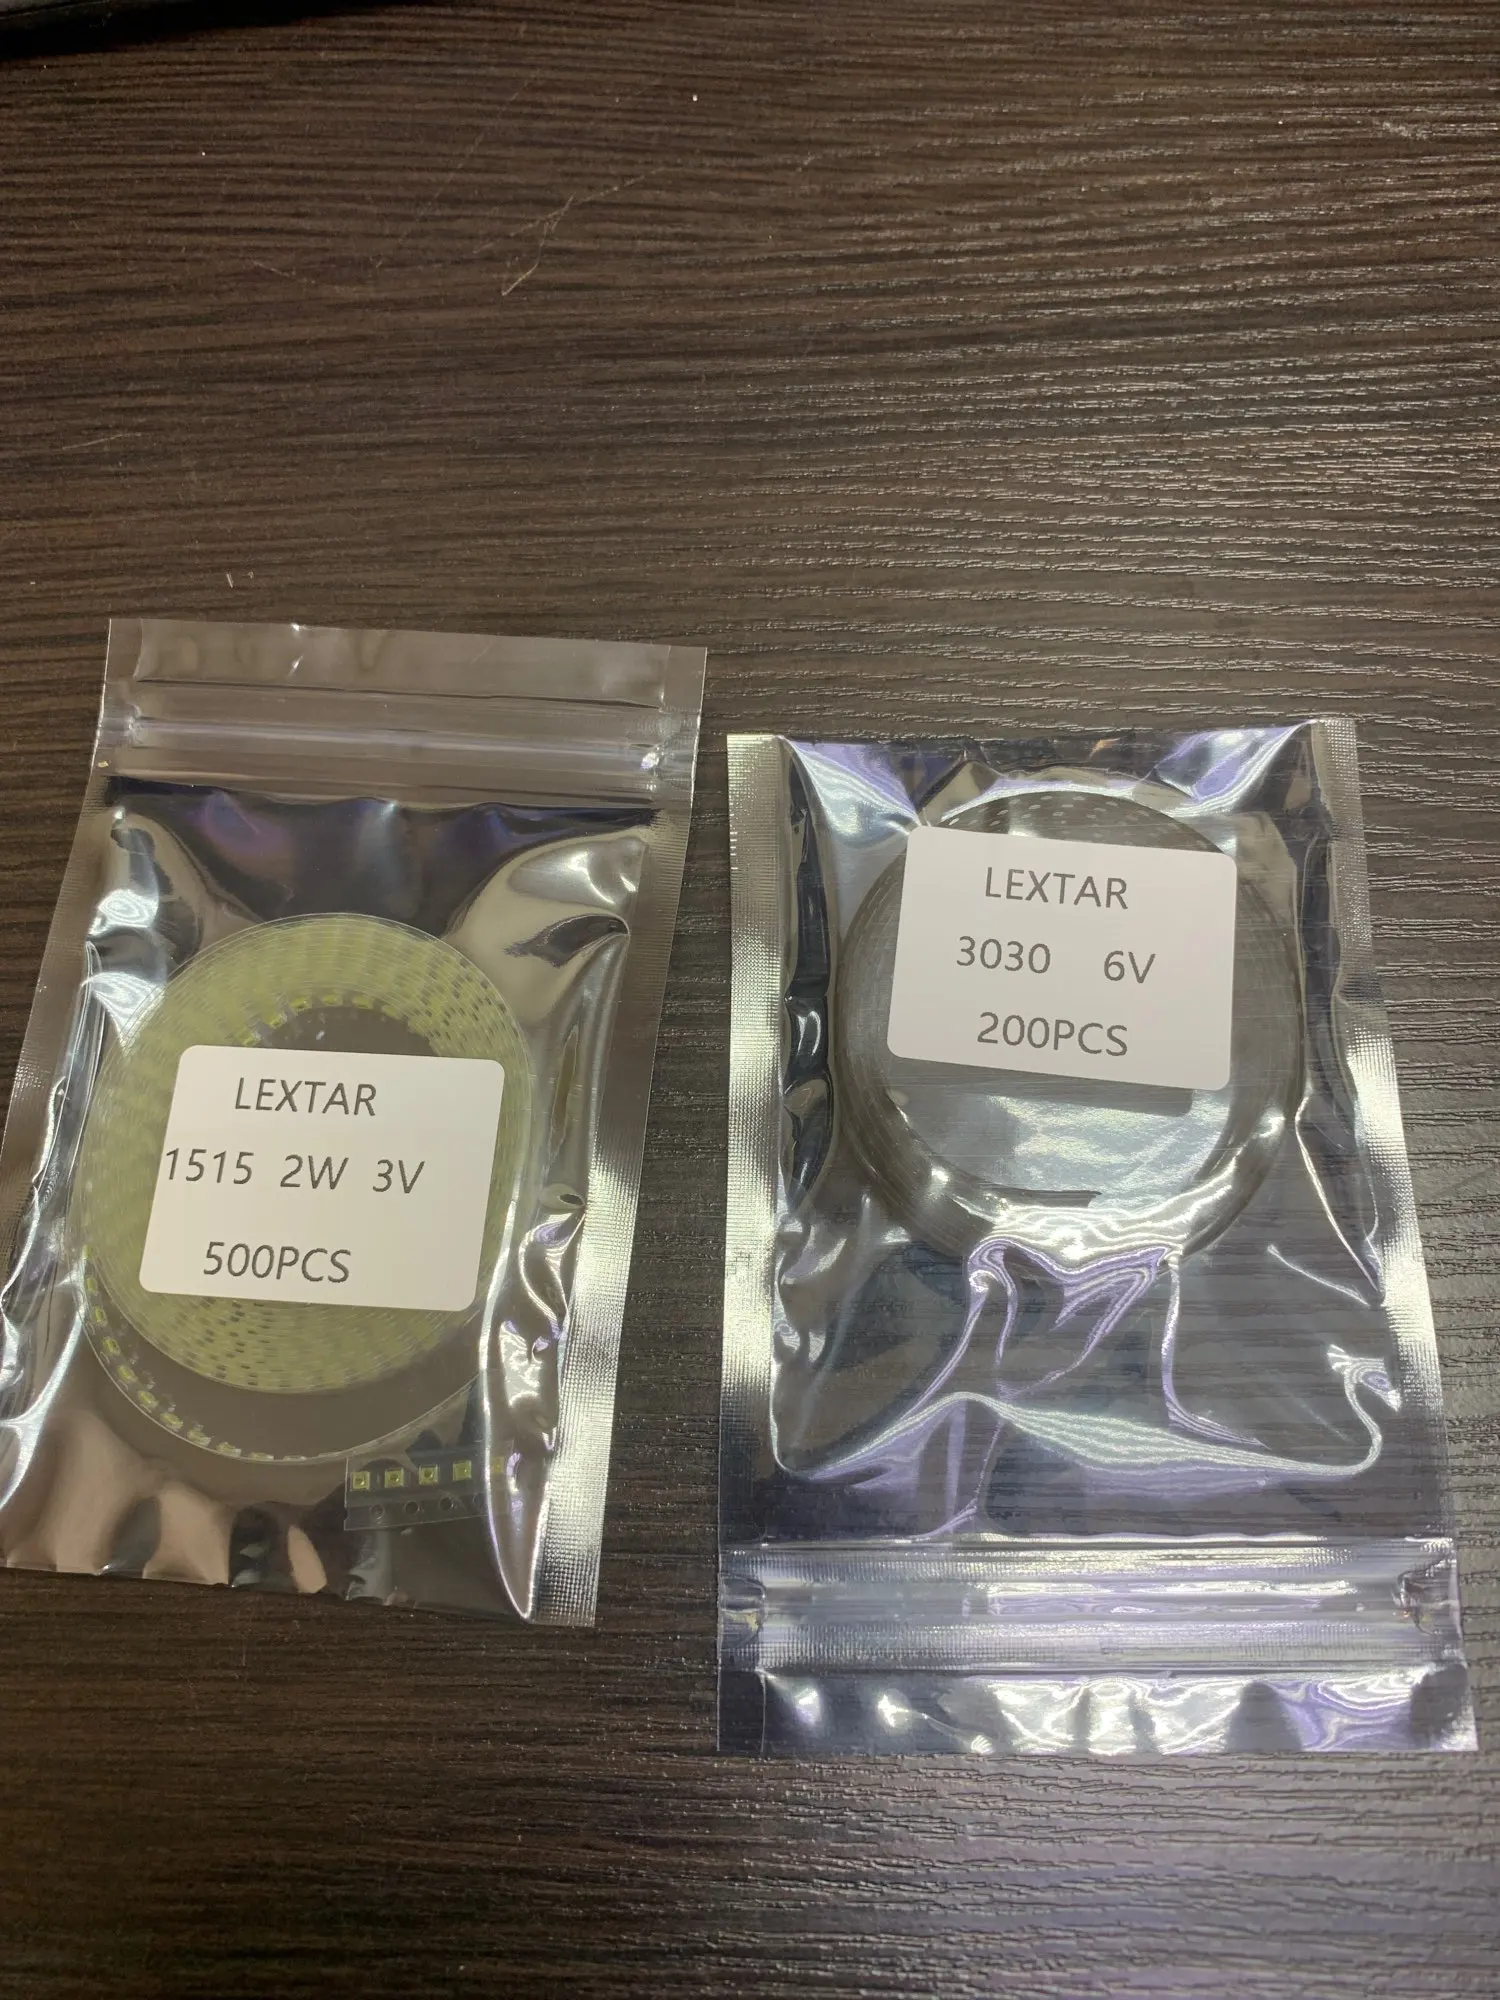 LEXTAR
1515 2W 3V
500PCS
LEXTAR
3030 6V
200PCS